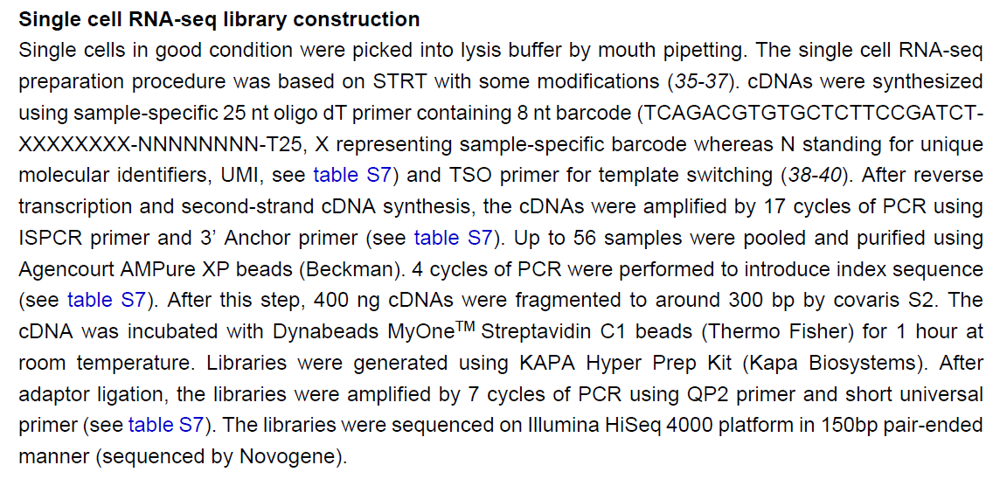 Single cell RNA-seq library construction
Single cells in good condition were picked into lysis buffer by mouth pipetting. The single cell RNA-seq
preparation procedure was based on STRT with some modifications (35-37). cDNAs were synthesized
using sample-specific 25 nt oligo dT primer containing 8 nt barcode (TCAGACGTGTGCTCTTCCGATCT-
XXXXXXXX-NNNNNNNN-T25, X representing sample-specific barcode whereas N standing for unique
molecular identifiers, UMI, see table S7) and TSO primer for template switching (38-40). After reverse
transcription and second-strand cDNA synthesis, the cDNAs were amplified by 17 cycles of PCR using
ISPCR primer and 3’ Anchor primer (see table S7). Up to 56 samples were pooled and purified using
Agencourt AMPure XP beads (Beckman). 4 cycles of PCR were performed to introduce index sequence
(see table S7). After this step, 400 ng cDNAs were fragmented to around 300 bp by covaris S2. The
cDNA was incubated with Dynabeads MyOne™ Streptavidin C1 beads (Thermo Fisher) for 1 hour at
room temperature. Libraries were generated using KAPA Hyper Prep Kit (Kapa Biosystems). After
adaptor ligation, the libraries were amplified by 7 cycles of PCR using QP2 primer and short universal
primer (see table S7). The libraries were sequenced on Illumina HiSeq 4000 platform in 150bp pair-ended
manner (sequenced by Novogene).